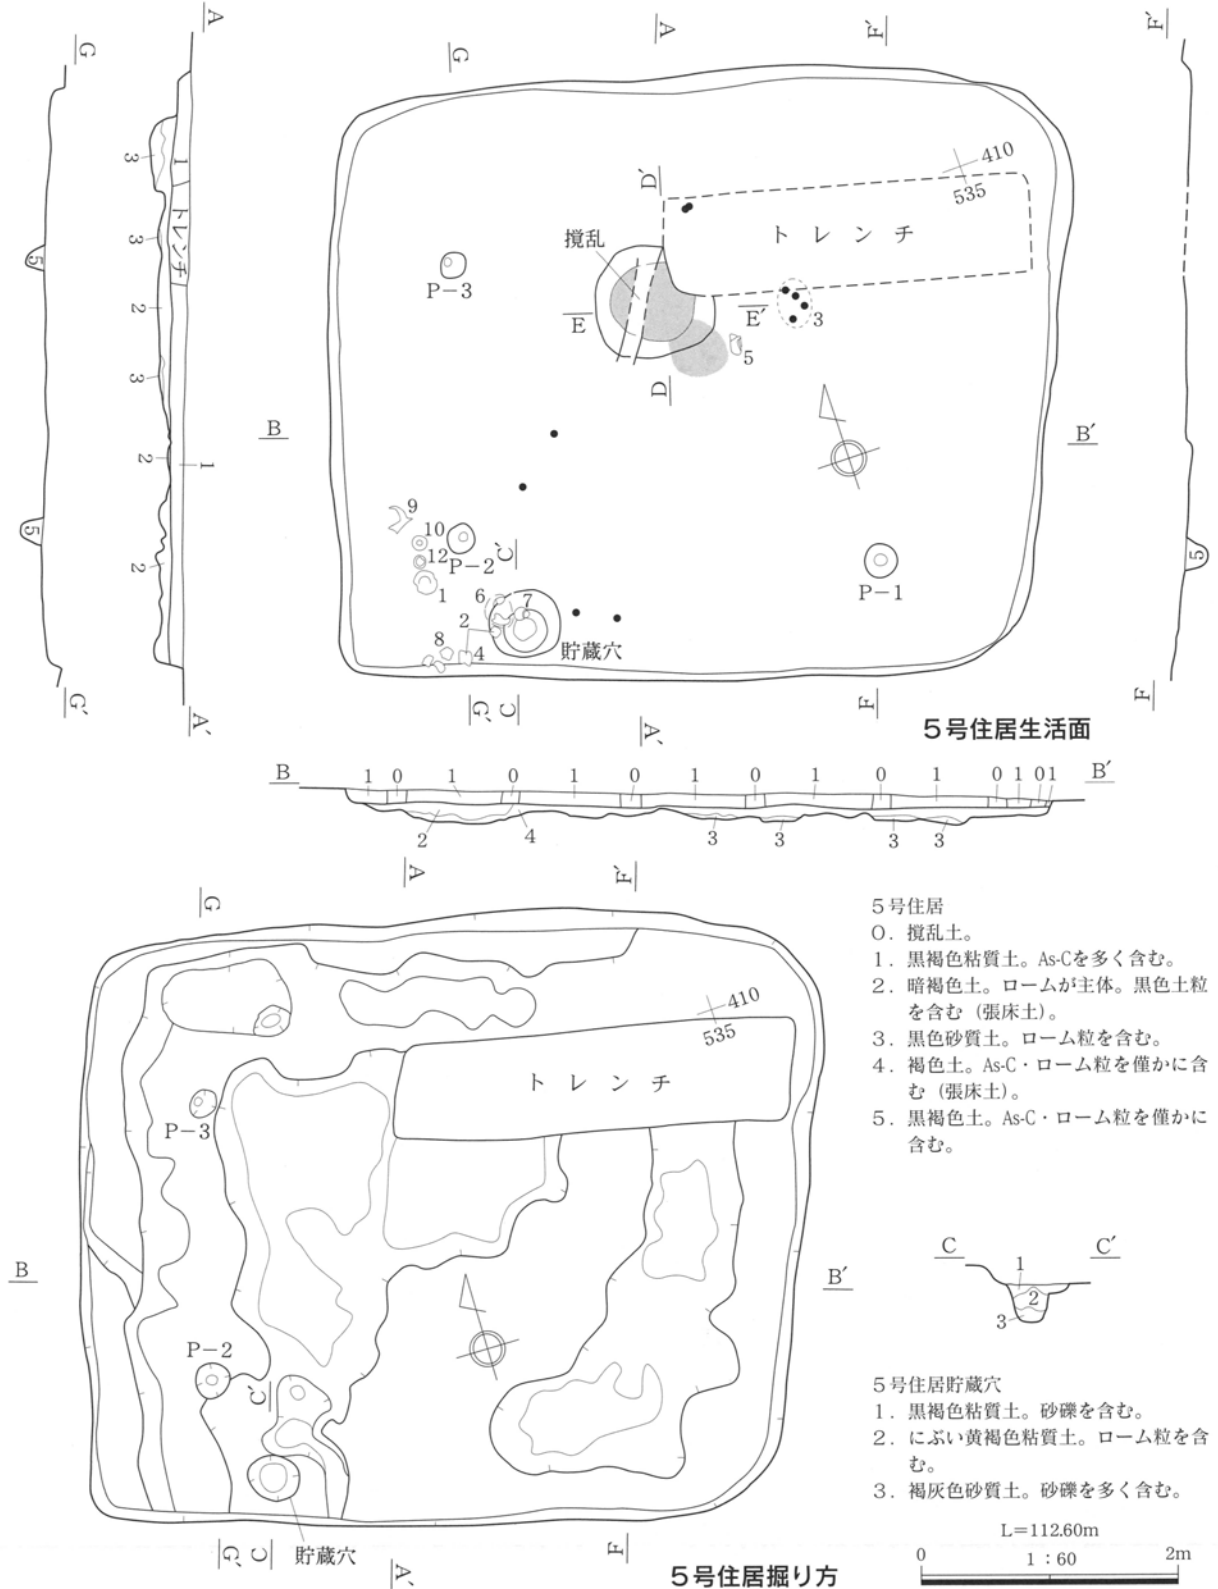 A
G
3
1
3
トレンチ
2
3
2
1
2
5
5
G′
A′
G
A
F′
F′
410
535
D′
トレンチ
攪乱
P-3
E
E′
3
5
D
B
B′
9
10
12
P-2
C′
1
6
7
2
8
4
貯蔵穴
P-1
5
G′
C
A′
F
F
5号住居生活面
B
1 0 1 0 1 0 1 0 1 0 1 0 1 0 1
B′
2 4 3 3 3 3
A
F′
G
410
535
トレンチ
P-3
B
B′
P-2
C′
G′
C
貯蔵穴
A′
F
5号住居掘り方
5号住居
0．攪乱土。
1．黒褐色粘質土。As-Cを多く含む。
2．暗褐色土。ロームが主体。黒色土粒
を含む（張床土）。
3．黒色砂質土。ローム粒を含む。
4．褐色土。As-C・ローム粒を僅かに含
む（張床土）。
5．黒褐色土。As-C・ローム粒を僅かに
含む。
C
C′
1
2
3
5号住居貯蔵穴
1．黒褐色粘質土。砂礫を含む。
2．にぶい黄褐色粘質土。ローム粒を含
む。
3．褐灰色砂質土。砂礫を多く含む。
L=112.60m
0 1：60 2m